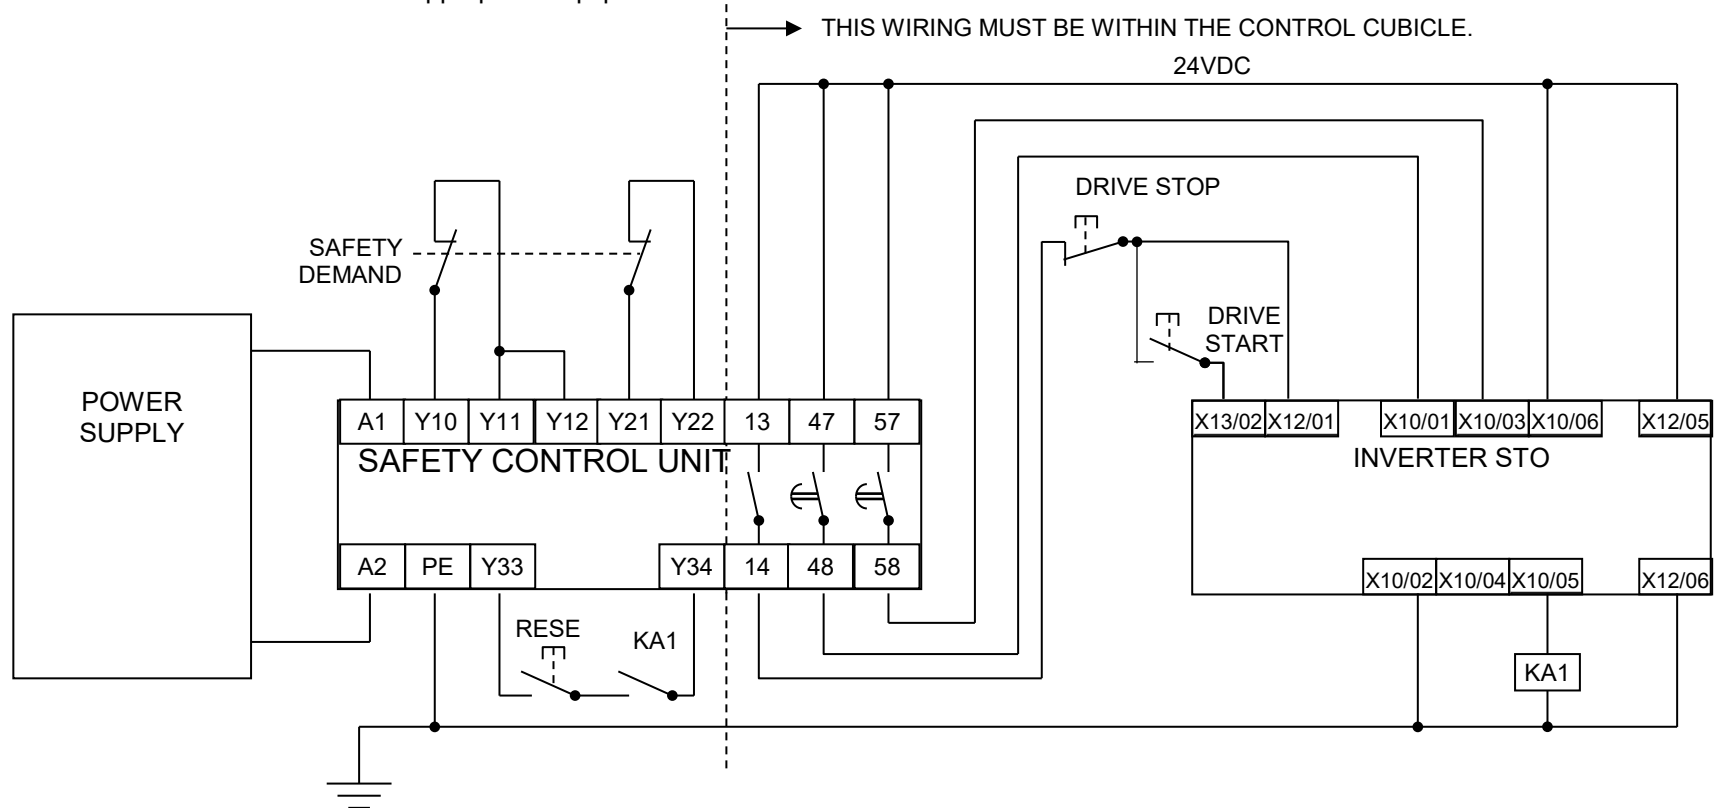 THIS WIRING MUST BE WITHIN THE CONTROL CUBICLE.
24VDC
DRIVE STOP
SAFETY
DEMAND
DRIVE
START
POWER
SUPPLY
A1 Y10 Y11 Y12 Y21 Y22 13 47 57
X13/02 X12/01 X10/01 X10/03 X10/06 X12/05
SAFETY CONTROL UNIT
INVERTER STO
A2 PE Y33 Y34 14 48 58
X10/02 X10/04 X10/05 X12/06
RESE
KA1
KA1